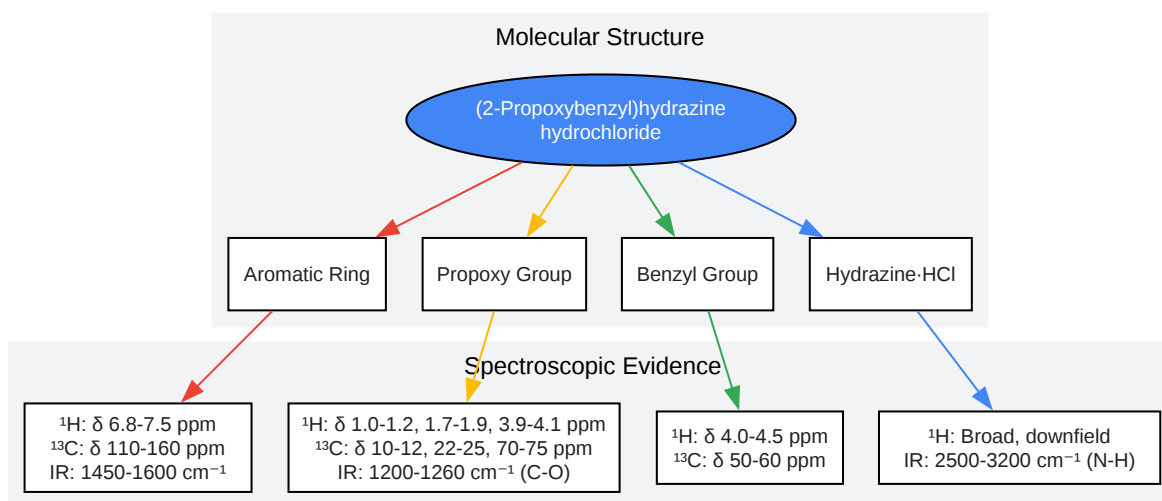 Molecular Structure
(2-Propoxybenzyl)hydrazine
hydrochloride
Aromatic Ring
Propoxy Group
Benzyl Group
Hydrazine·HCl
Spectroscopic Evidence
¹H: δ 6.8-7.5 ppm
¹³C: δ 110-160 ppm
IR: 1450-1600 cm⁻¹
¹H: δ 1.0-1.2, 1.7-1.9, 3.9-4.1 ppm
¹³C: δ 10-12, 22-25, 70-75 ppm
IR: 1200-1260 cm⁻¹ (C-O)
¹H: δ 4.0-4.5 ppm
¹³C: δ 50-60 ppm
¹H: Broad, downfield
IR: 2500-3200 cm⁻¹ (N-H)